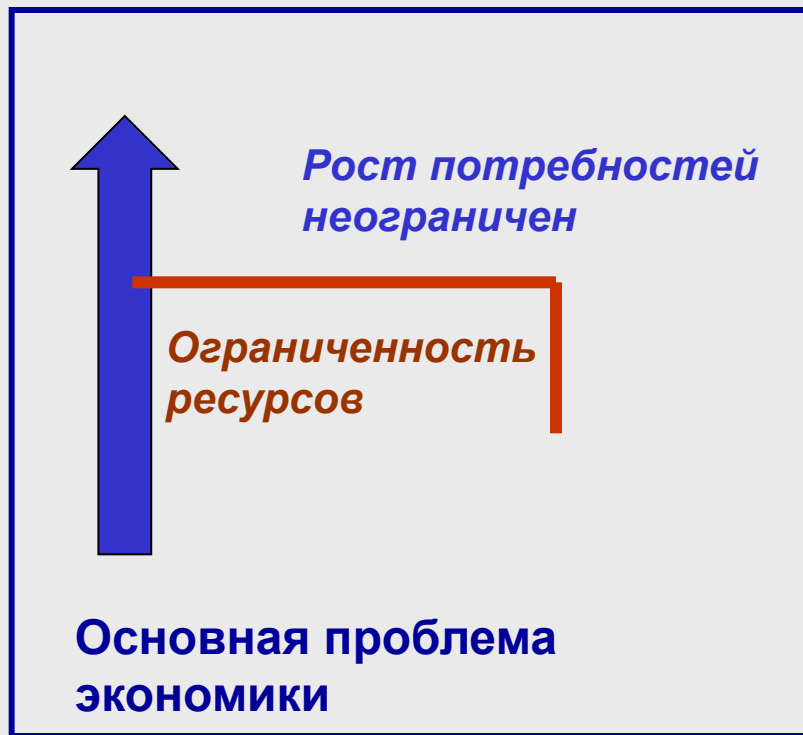 Рост потребностей
неограничен
Ограниченность
ресурсов
Основная проблема
экономики